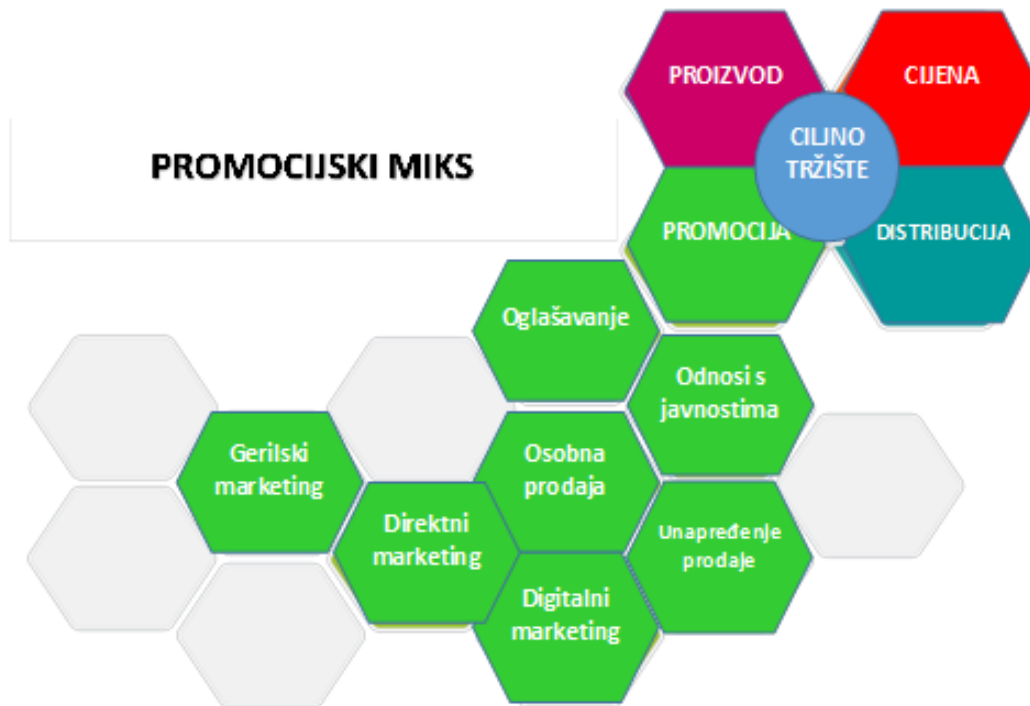 PROIZVOD
CIJENA
CILJNO
TRŽIŠTE
PROMOCIJSKI MIKS
PROMOCIJA
DISTRIBUCIJA
Oglašavanje
Odnosi s
javnostima
Gerilski
marketing
Osobna
prodaja
Direktni
marketing
Unapređenje
prodaje
Digitalni
marketing